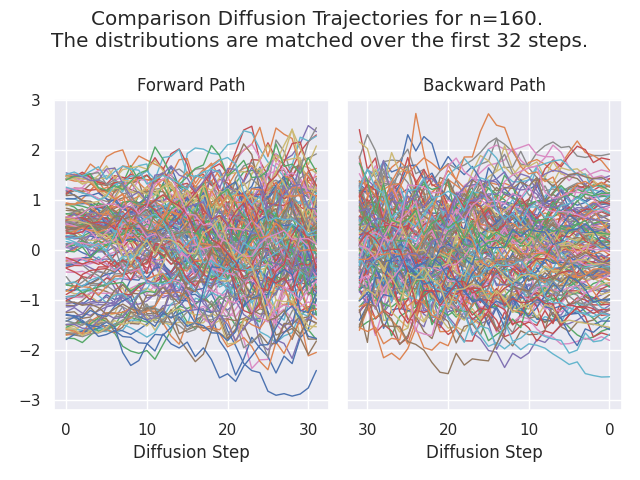 Comparison Diffusion Trajectories for n=160.
The distributions are matched over the first 32 steps.
Forward Path
Backward Path
3
2
1
0
−1
−2
−3
0 10 20 30
30 20 10 0
Diffusion Step
Diffusion Step